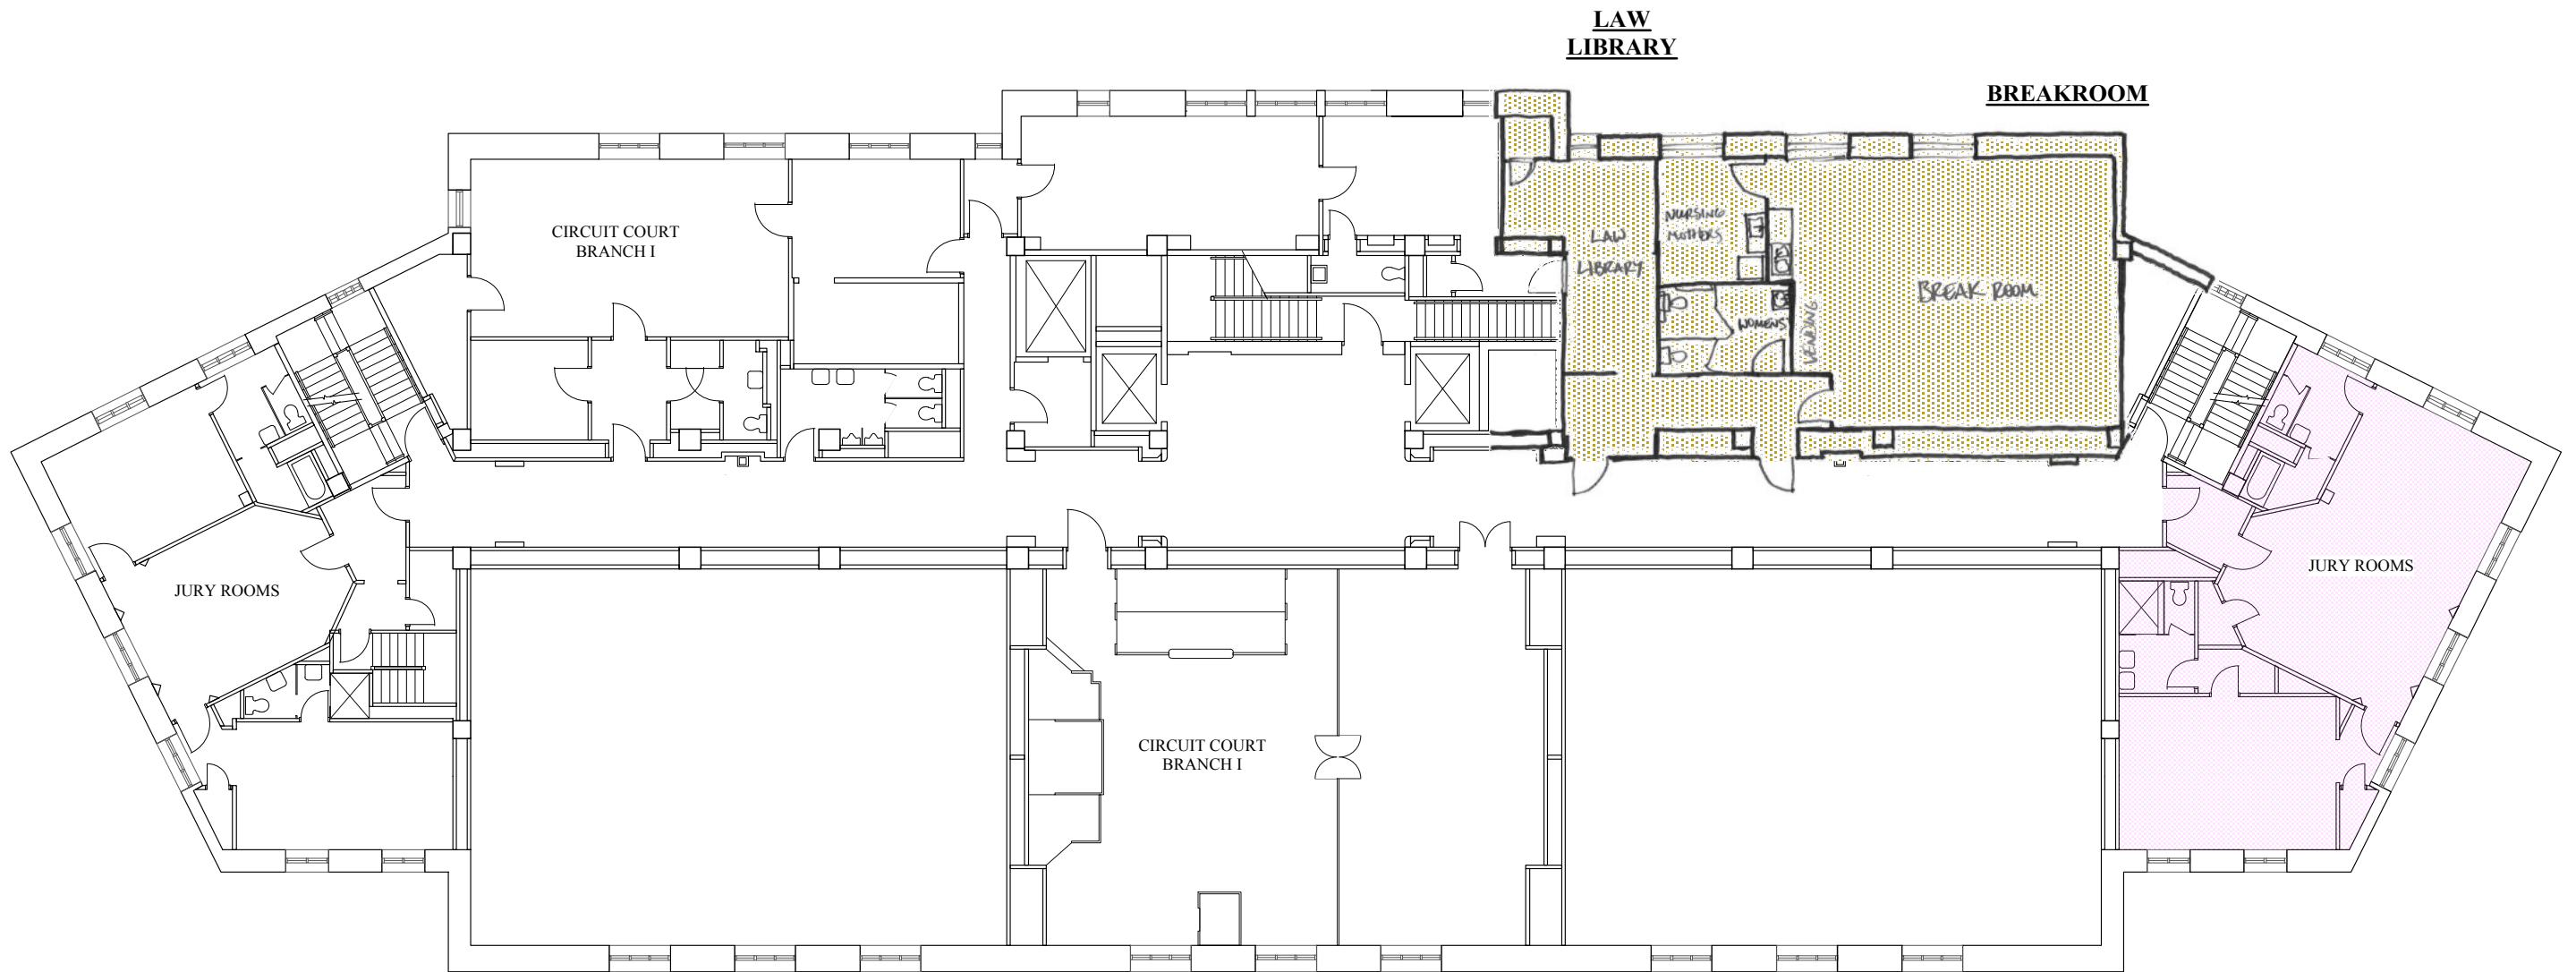 LAW
LIBRARY
BREAKROOM
CIRCUIT COURT
BRANCH I
NURSING
MOTHERS
LAW
LIBRARY
BREAK ROOM
WOMENS
VENDING
JURY ROOMS
JURY ROOMS
CIRCUIT COURT
BRANCH I